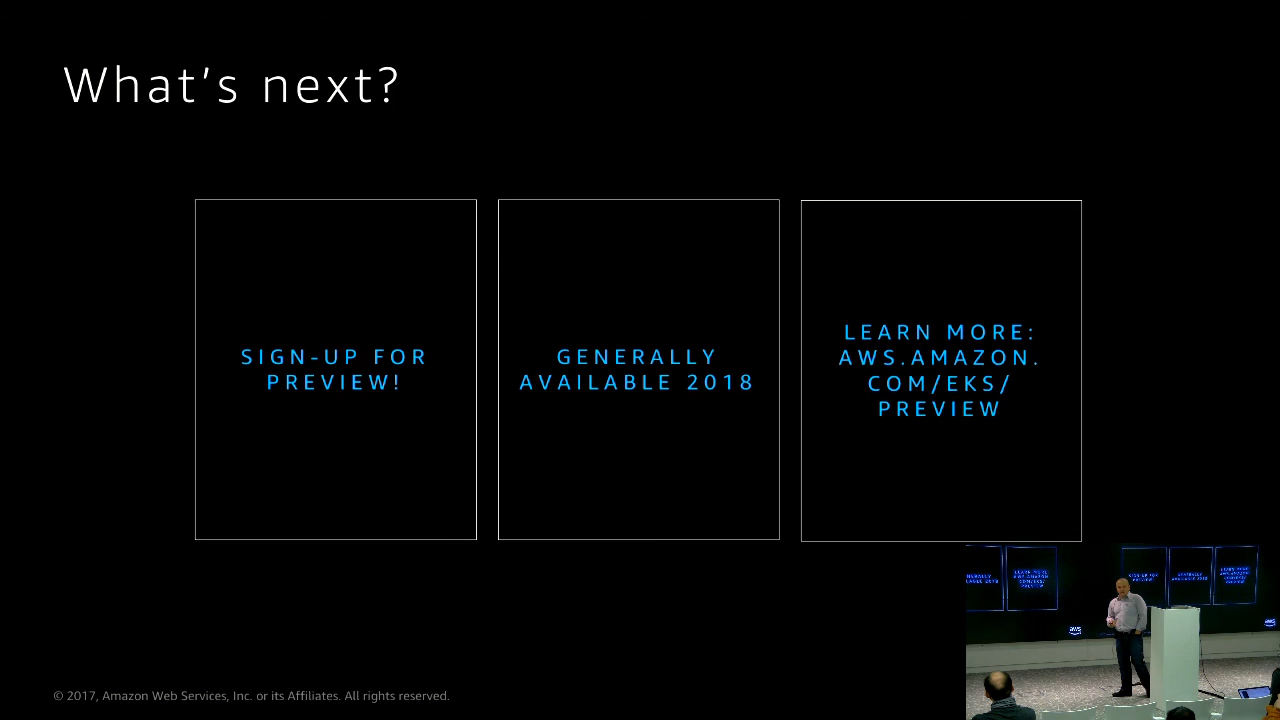 What's next?
SIGN-UP FOR
PREVIEW!
GENERALLY
AVAILABLE 2018
LEARN MORE:
AWS.AMAZON.
COM/EKS/
PREVIEW
© 2017, Amazon Web Services, Inc. or its Affiliates. All rights reserved.
aws